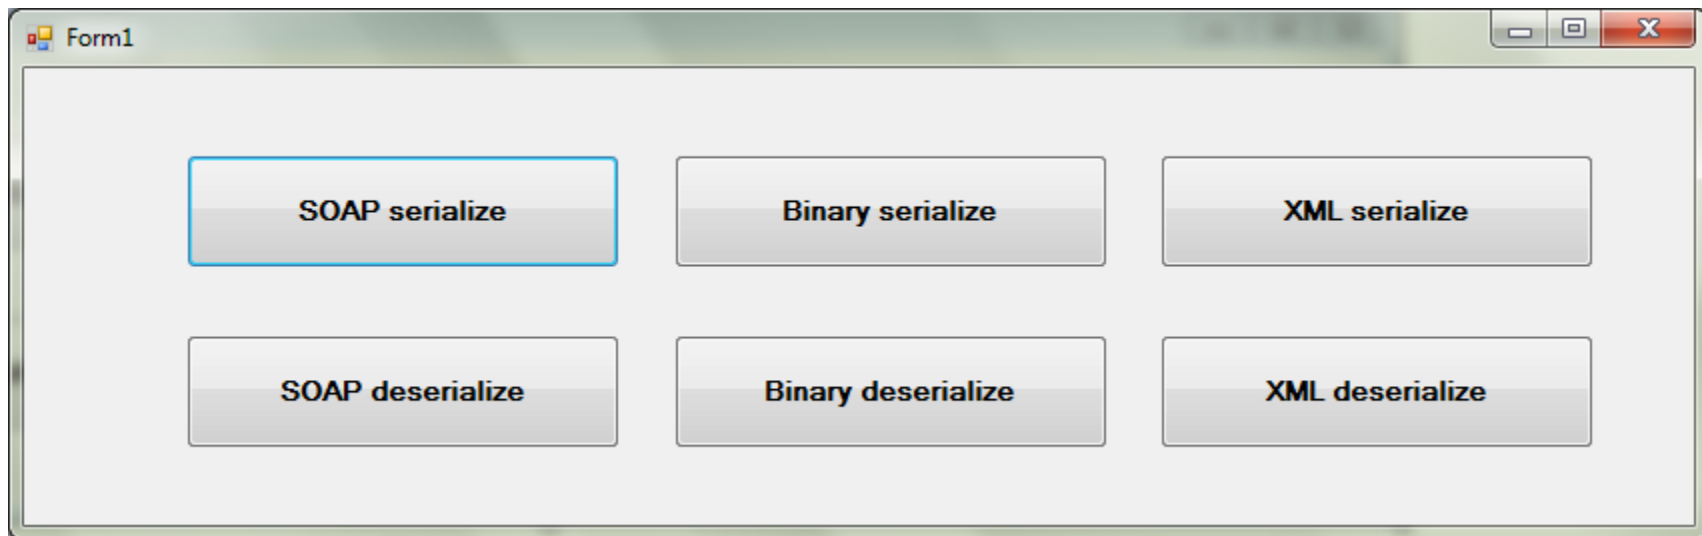 Form1
SOAP serialize
Binary serialize
XML serialize
SOAP deserialize
Binary deserialize
XML deserialize